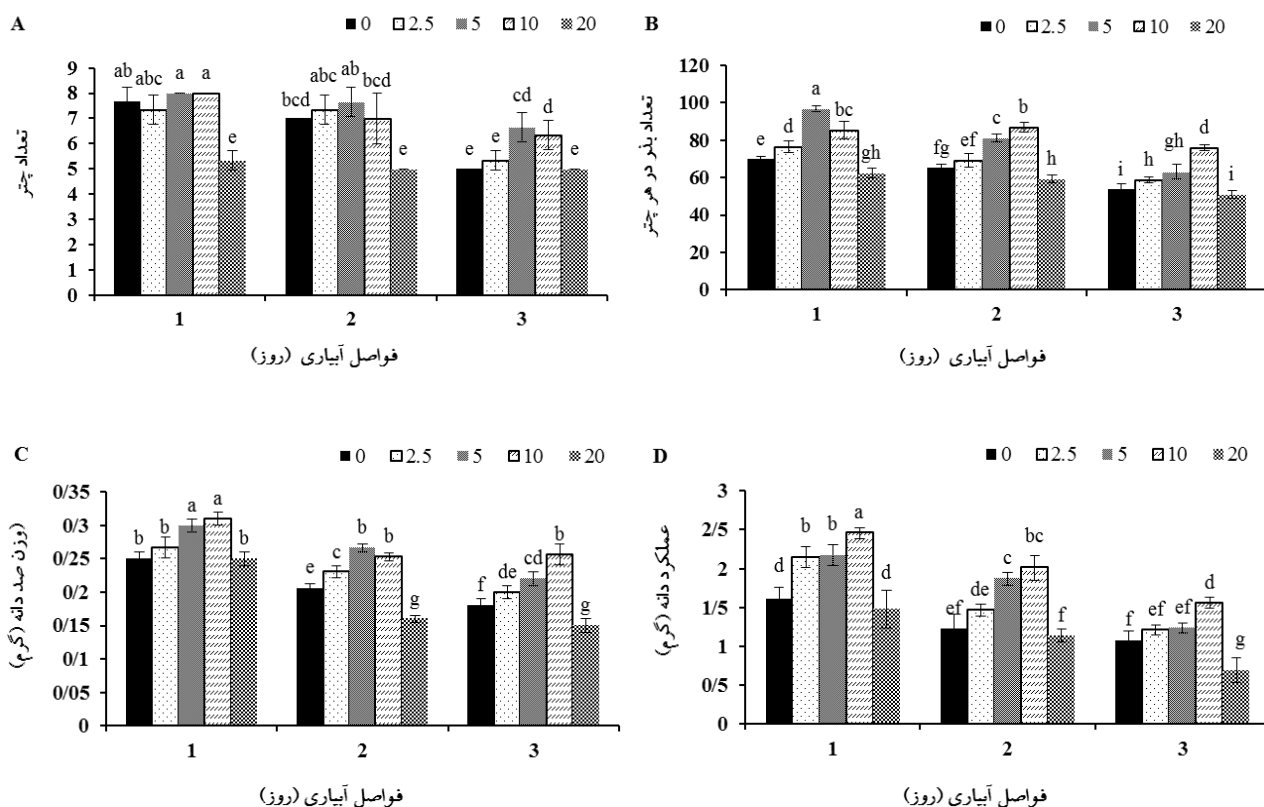 A
0 2.5 5 10 20
9
8
7
6
5
4
3
2
1
0
تعداد چتر
ab abc a a e
bcd abc ab bcd e
e e cd d e
1 2 3
فواصل آبیاری (روز)
B
0 2.5 5 10 20
120
100
80
60
40
20
0
تعداد بذر در هر چتر
e d a bc gh
fg ef c b h
i h gh d i
1 2 3
فواصل آبیاری (روز)
C
0 2.5 5 10 20
0/35
0/3
0/25
0/2
0/15
0/1
0/05
0
وزن صد دانه (گرم)
b b a a b
e c b b g
f de cd b g
1 2 3
فواصل آبیاری (روز)
D
0 2.5 5 10 20
3
2/5
2
1/5
1
0/5
0
عملکرد دانه (گرم)
d b b a d
ef de c bc f
f ef ef d g
1 2 3
فواصل آبیاری (روز)